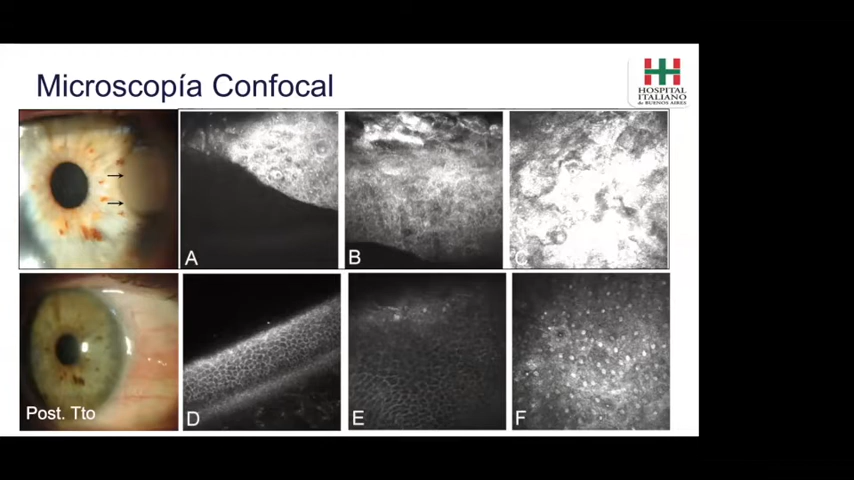 Microscopía Confocal
HOSPITAL
ITALIANO
de BUENOS AIRES
A
B
C
Post. Tto
D
E
F